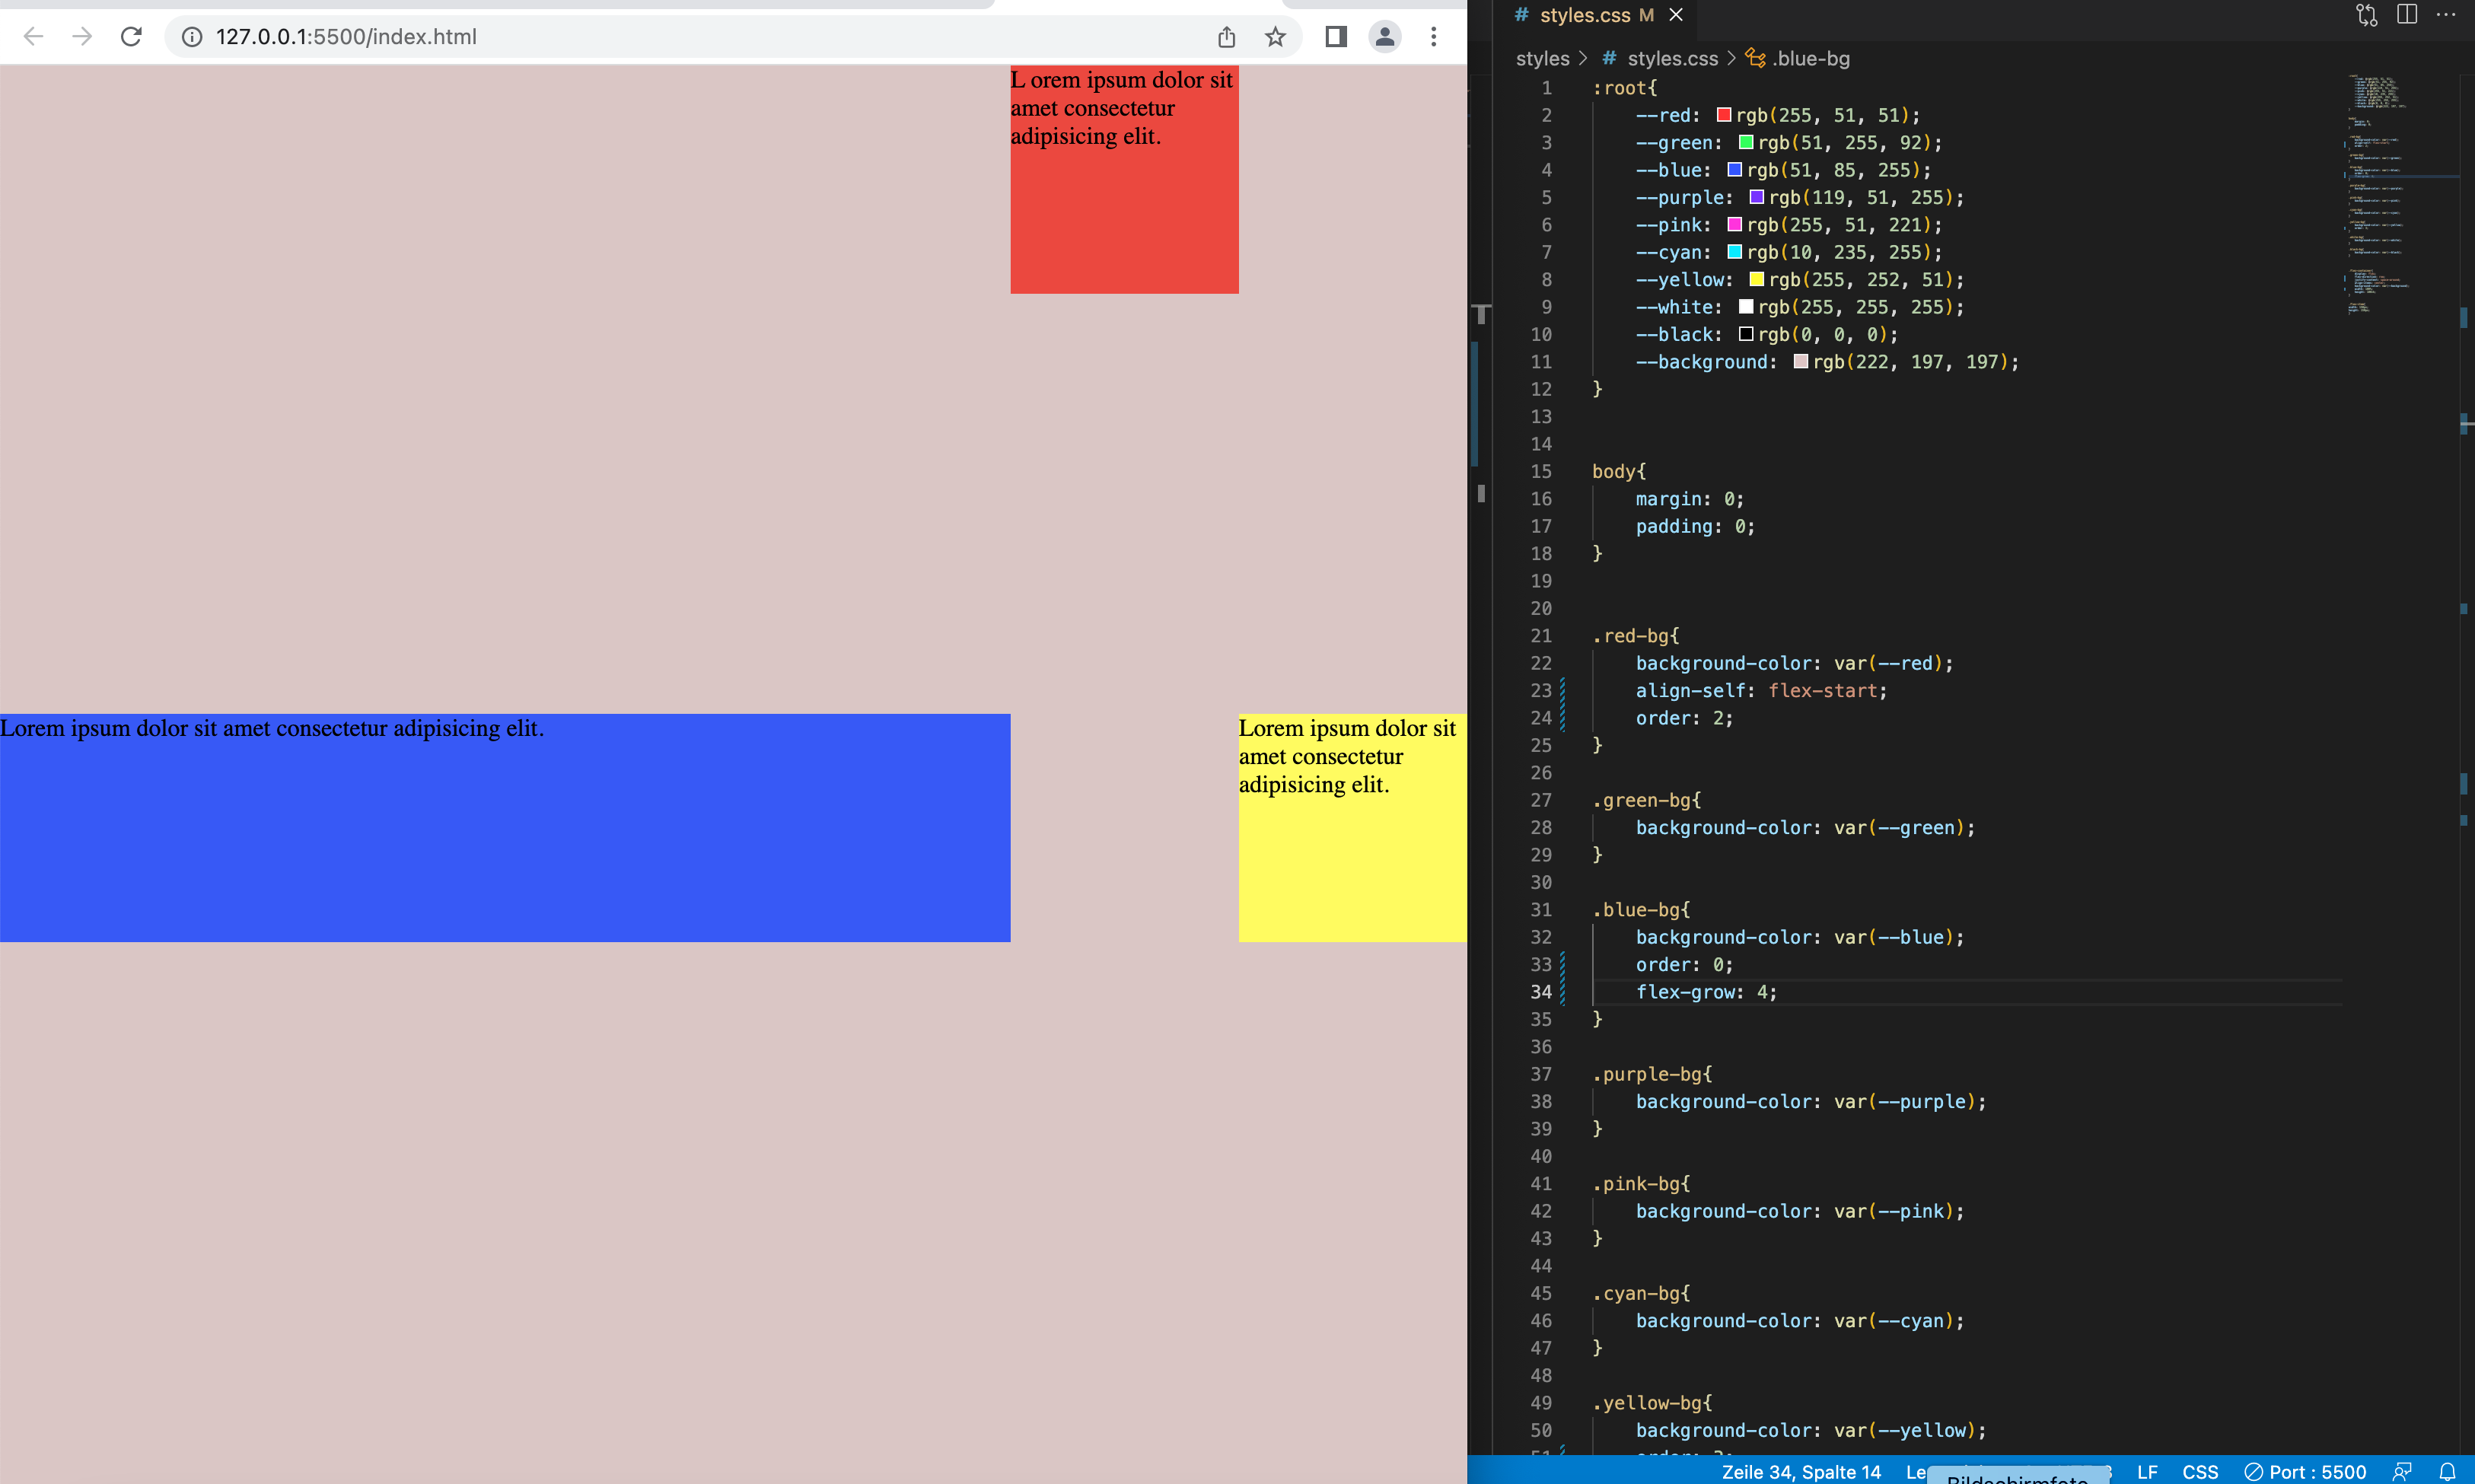 127.0.0.1:5500/index.html
L orem ipsum dolor sit
amet consectetur
adipisicing elit.
Lorem ipsum dolor sit amet consectetur adipisicing elit.
Lorem ipsum dolor sit
amet consectetur
adipisicing elit.
# styles.css M
styles > # styles.css > .blue-bg
1 :root{
2 --red: rgb(255, 51, 51);
3 --green: rgb(51, 255, 92);
4 --blue: rgb(51, 85, 255);
5 --purple: rgb(119, 51, 255);
6 --pink: rgb(255, 51, 221);
7 --cyan: rgb(10, 235, 255);
8 --yellow: rgb(255, 252, 51);
9 --white: rgb(255, 255, 255);
10 --black: rgb(0, 0, 0);
11 --background: rgb(222, 197, 197);
12 }
13
14
15 body{
16 margin: 0;
17 padding: 0;
18 }
19
20
21 .red-bg{
22 background-color: var(--red);
23 align-self: flex-start;
24 order: 2;
25 }
26
27 .green-bg{
28 background-color: var(--green);
29 }
30
31 .blue-bg{
32 background-color: var(--blue);
33 order: 0;
34 flex-grow: 4;
35 }
36
37 .purple-bg{
38 background-color: var(--purple);
39 }
40
41 .pink-bg{
42 background-color: var(--pink);
43 }
44
45 .cyan-bg{
46 background-color: var(--cyan);
47 }
48
49 .yellow-bg{
50 background-color: var(--yellow);
Zeile 34, Spalte 14 LF CSS Port : 5500
Bildschirmfoto